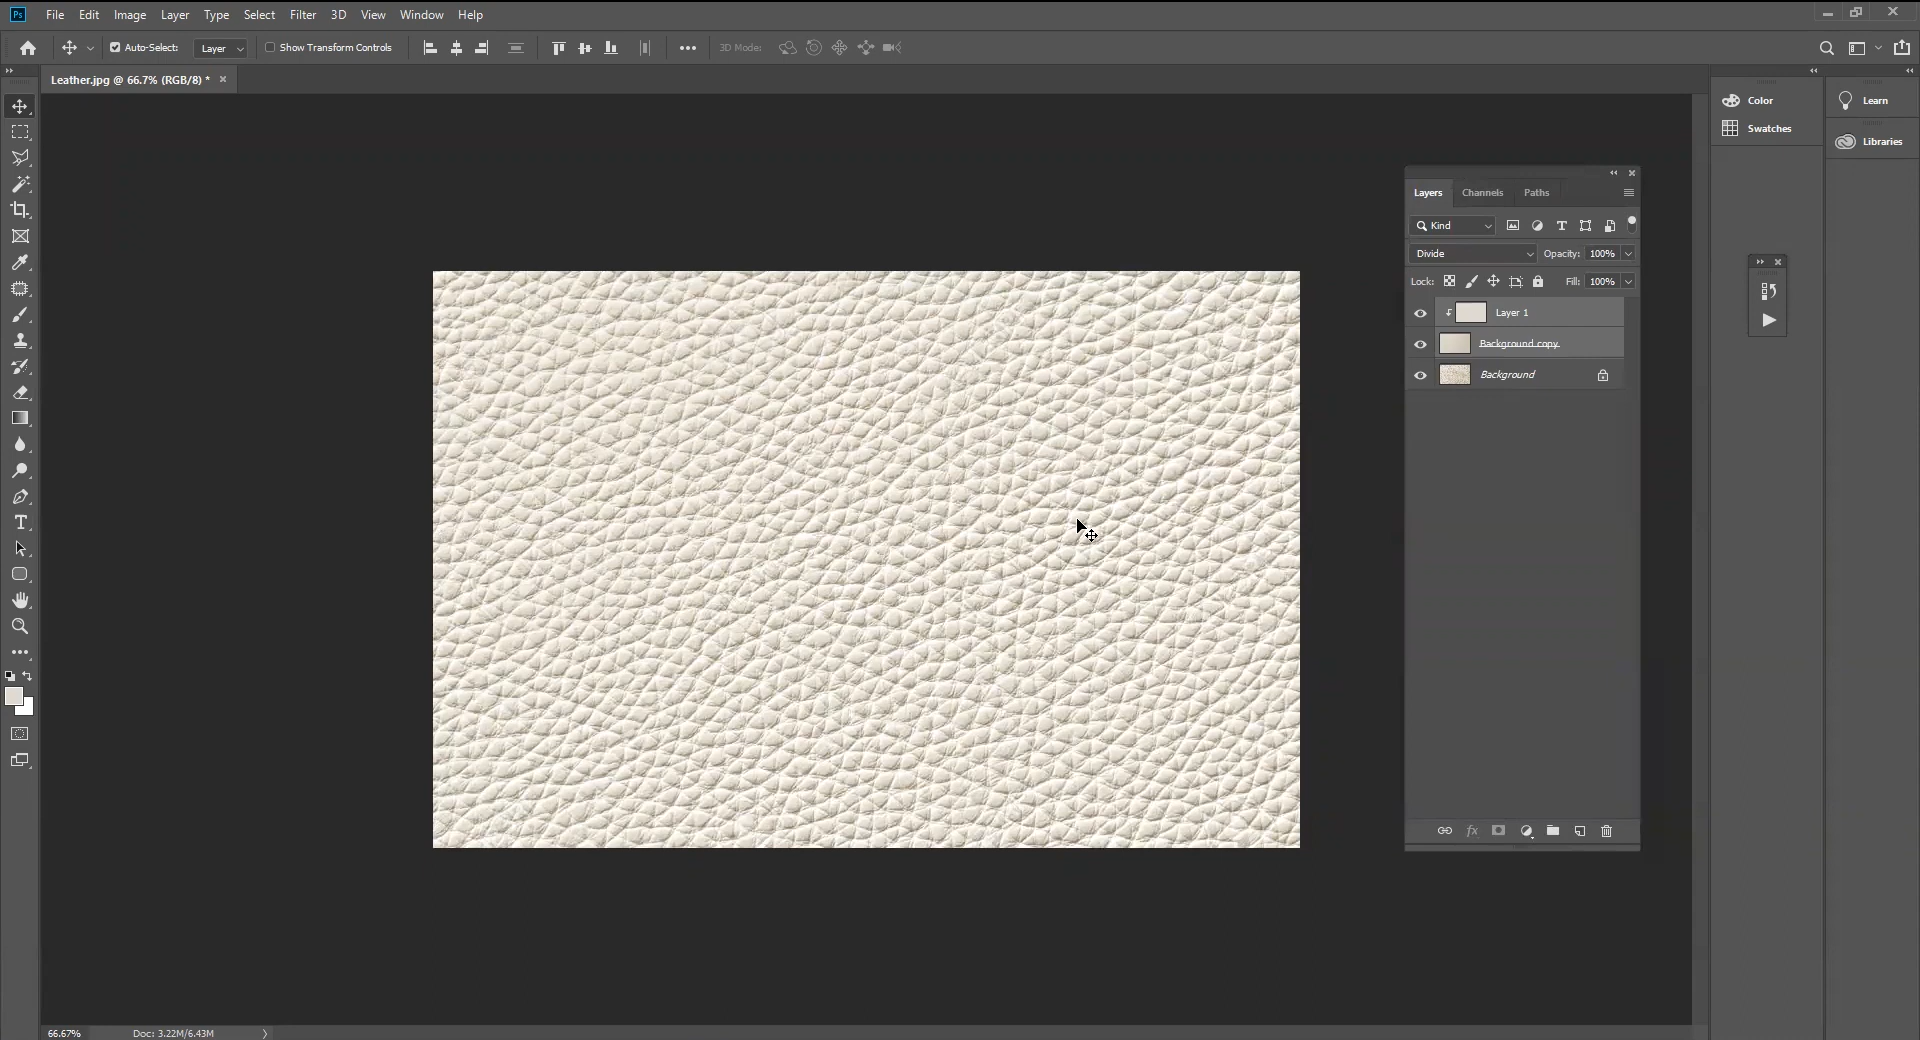 Ps File Edit Image Layer Type Select Filter 3D View Window Help
Auto-Select: Layer Show Transform Controls 3D Mode:
Leather.jpg @ 66.7% (RGB/8) *
Color
Swatches
Learn
Libraries
Layers Channels Paths
Kind
Divide Opacity: 100%
Lock: Fill: 100%
Layer 1
Background copy
Background
fx
66.67% Doc: 3.22M/6.43M